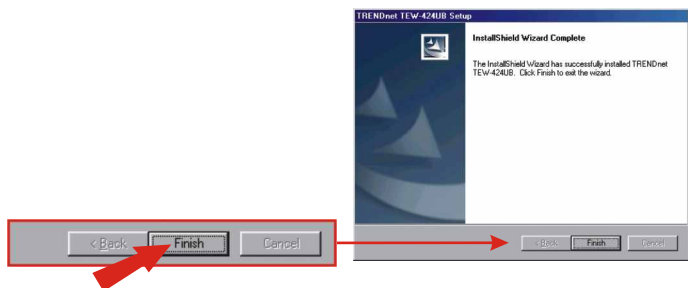 TRENDnet TEW-424UB Setup
InstallShield Wizard Complete
The InstallShield Wizard has successfully installed TRENDnet
TEW-424UB. Click Finish to exit the wizard.
< Back Finish Cancel
< Back Finish Cancel